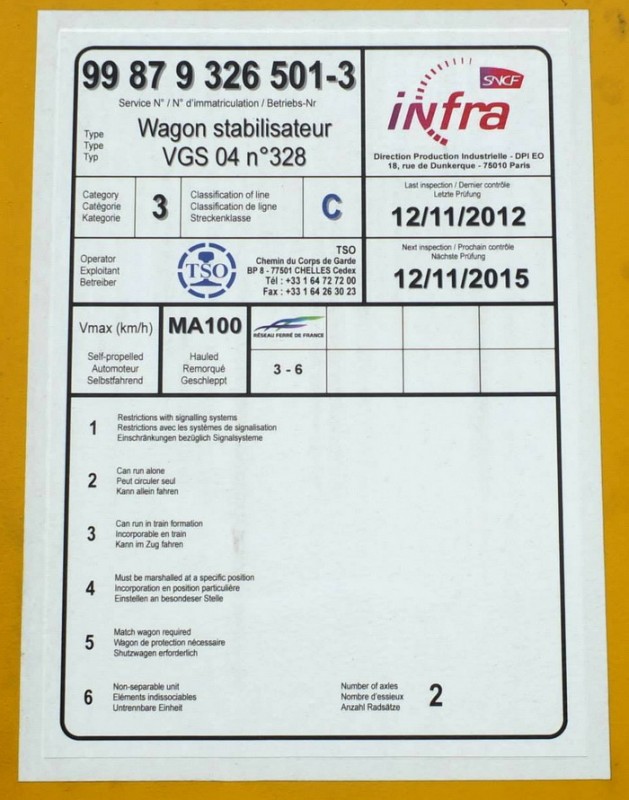 99 87 9 326 501-3
Service N° / N° d'immatriculation / Betriebs-Nr
Type
Type
Typ
Wagon stabilisateur
VGS 04 n°328
SNCF
iNfra
Direction Production Industrielle - DPI EO
18, rue de Dunkerque - 75010 Paris
Category
Catégorie
Kategorie
3
Classification of line
Classification de ligne
Streckenklasse
C
Last inspection / Dernier contrôle
Letzte Prüfung
12/11/2012
Operator
Exploitant
Betreiber
TSO
TSO
Chemin du Corps de Garde
BP 8 - 77501 CHELLES Cedex
Tél : +33 1 64 72 72 00
Fax : +33 1 64 26 30 23
Next inspection / Prochain contrôle
Nächste Prüfung
12/11/2015
Vmax (km/h)
MA100
RÉSEAU FERRÉ DE FRANCE
Self-propelled
Automoteur
Selbstfahrend
Hauled
Remorqué
Geschleppt
3 - 6
1
Restrictions with signalling systems
Restrictions avec les systèmes de signalisation
Einschränkungen bezüglich Signalsysteme
2
Can run alone
Peut circuler seul
Kann allein fahren
3
Can run in train formation
Incorporable en train
Kann im Zug fahren
4
Must be marshalled at a specific position
Incorporation en position particulière
Einstellen an besondeser Stelle
5
Match wagon required
Wagon de protection nécessaire
Shutzwagen erforderlich
6
Non-separable unit
Eléments indissociables
Untrennbare Einheit
Number of axles
Nombre d'essieux
Anzahl Radsätze
2